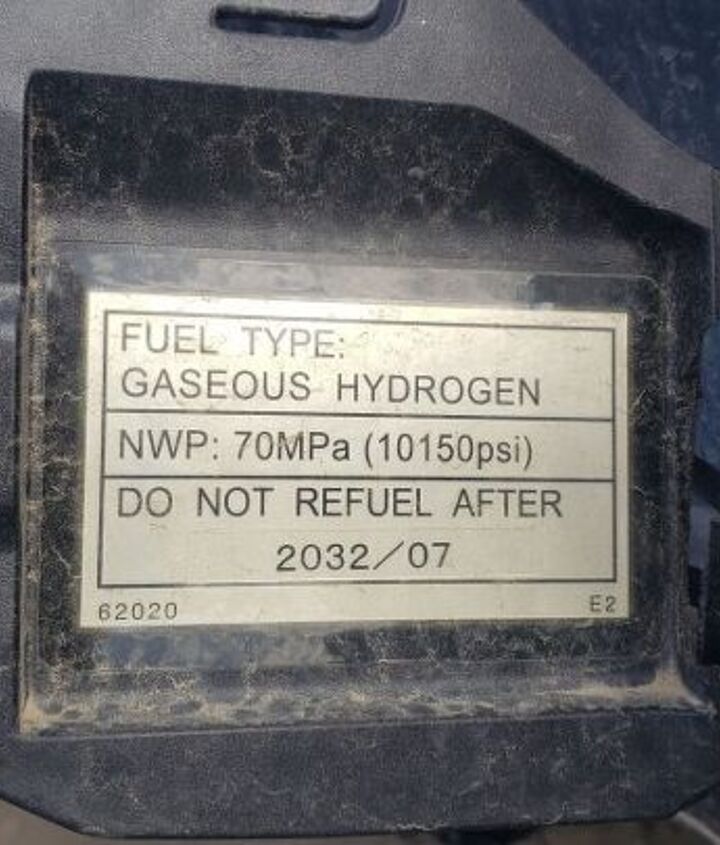 FUEL TYPE:
GASEOUS HYDROGEN
NWP: 70MPa (10150psi)
DO NOT REFUEL AFTER
2032/07
62020 E2